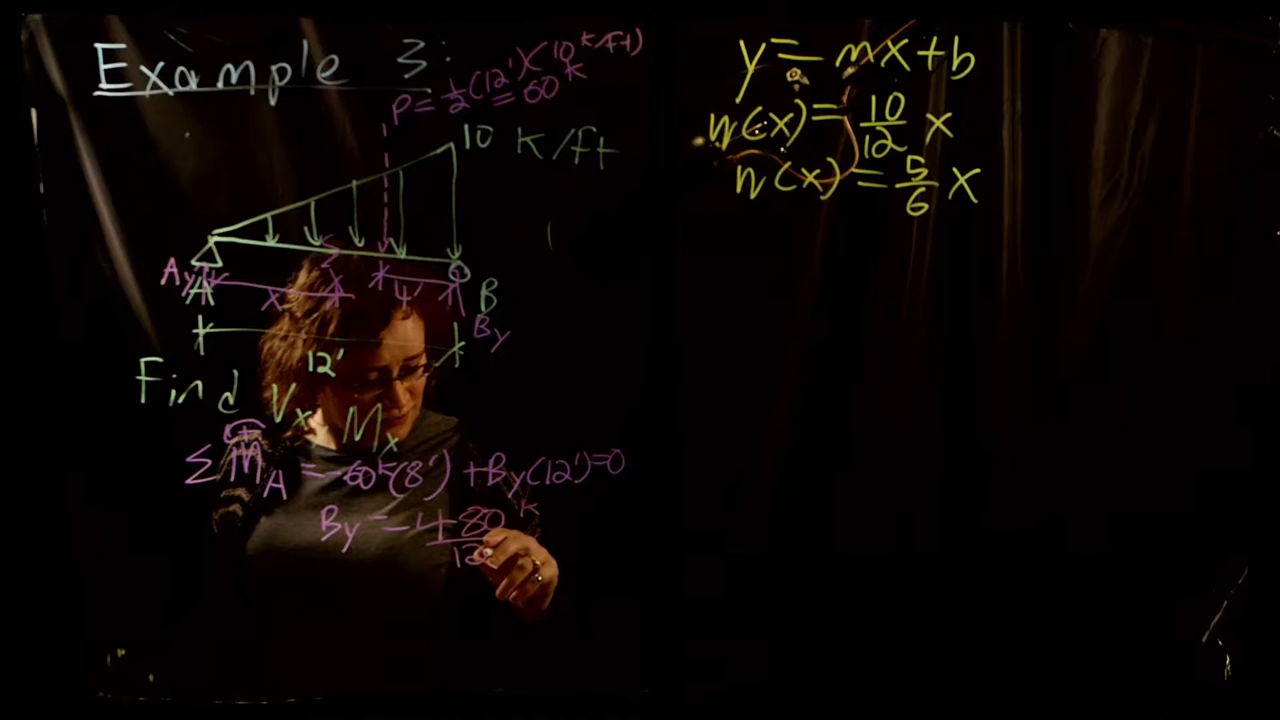 Example 3:
P = ½(12')(10 k/ft)
= 60 k
10 k/ft
Ay
A
x
4'
B
By
12'
Find Vx Mx
ΣMA = -60k(8') + By(12') = 0
By = -480 k
12
y = mx + b
w(x) = 10/12 x
w(x) = 5/6 x